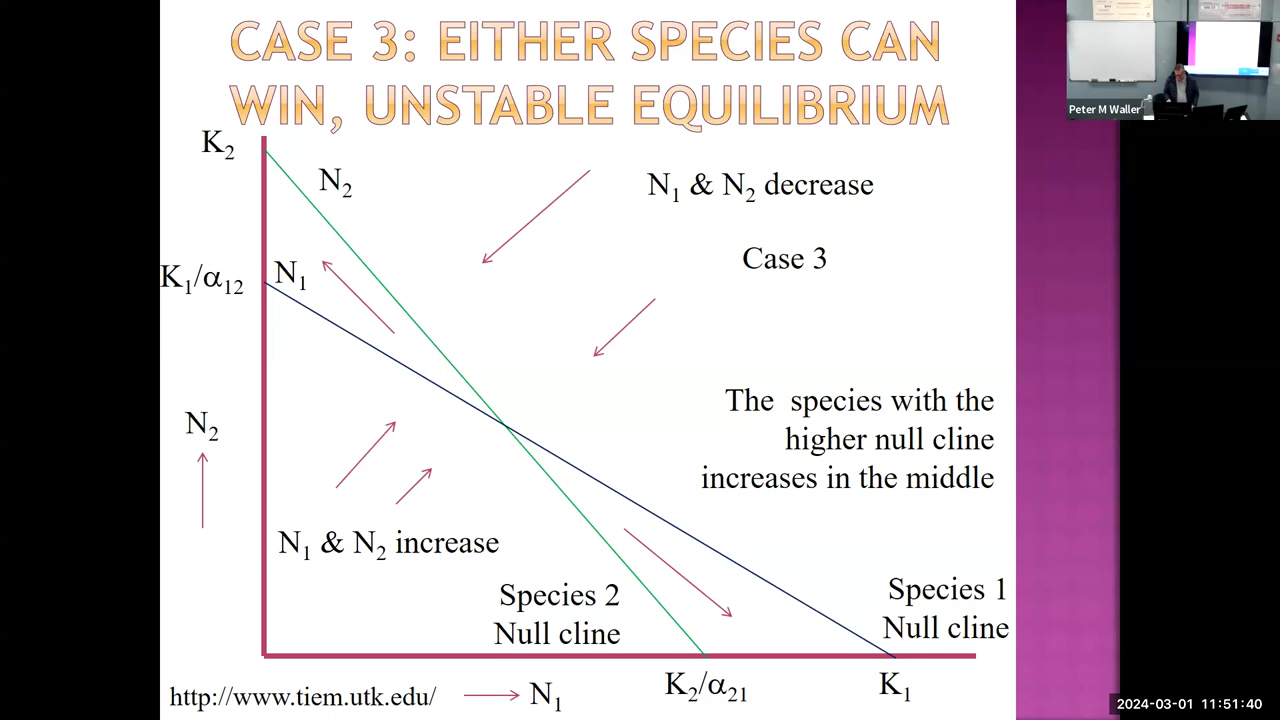 CASE 3: EITHER SPECIES CAN
WIN, UNSTABLE EQUILIBRIUM
Peter M Waller
K₂
N₂
N₁ & N₂ decrease
Case 3
K₁/α₁₂
N₁
The species with the
higher null cline
increases in the middle
N₂
N₁ & N₂ increase
Species 2
Null cline
Species 1
Null cline
http://www.tiem.utk.edu/
N₁
K₂/α₂₁
K₁
2024-03-01 11:51:40